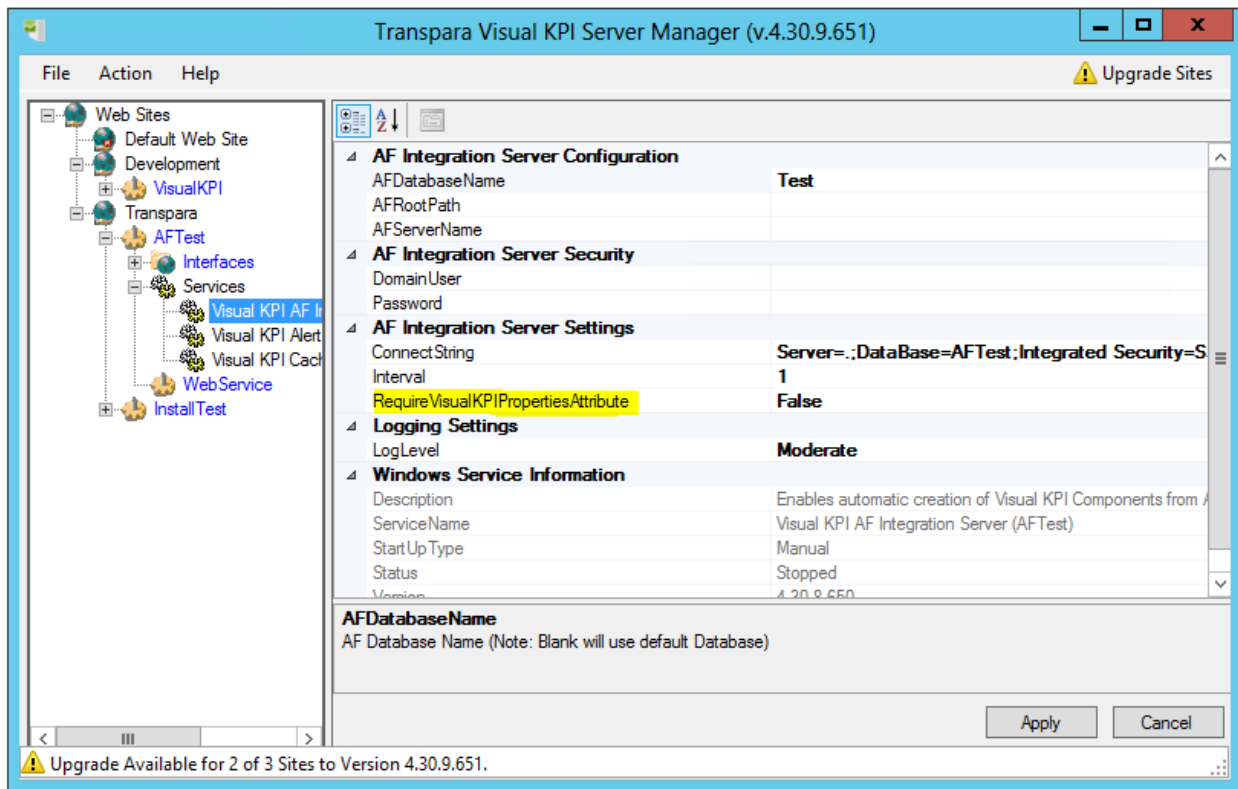 Transpara Visual KPI Server Manager (v.4.30.9.651)
File Action Help Upgrade Sites
Web Sites
Default Web Site
Development
VisualKPI
Transpara
AFTest
Interfaces
Services
Visual KPI AF
Visual KPI Alert
Visual KPI Cach
WebService
InstallTest
AF Integration Server Configuration
AFDatabaseName Test
AFRootPath
AFServerName
AF Integration Server Security
DomainUser
Password
AF Integration Server Settings
ConnectString Server=.;DataBase=AFTest;Integrated Security=S
Interval 1
RequireVisualKPIPropertiesAttribute False
Logging Settings
LogLevel Moderate
Windows Service Information
Description Enables automatic creation of Visual KPI Components from
ServiceName Visual KPI AF Integration Server (AFTest)
StartUpType Manual
Status Stopped
Version 4.30.8.650
AFDatabaseName
AF Database Name (Note: Blank will use default Database)
Apply Cancel
Upgrade Available for 2 of 3 Sites to Version 4.30.9.651.